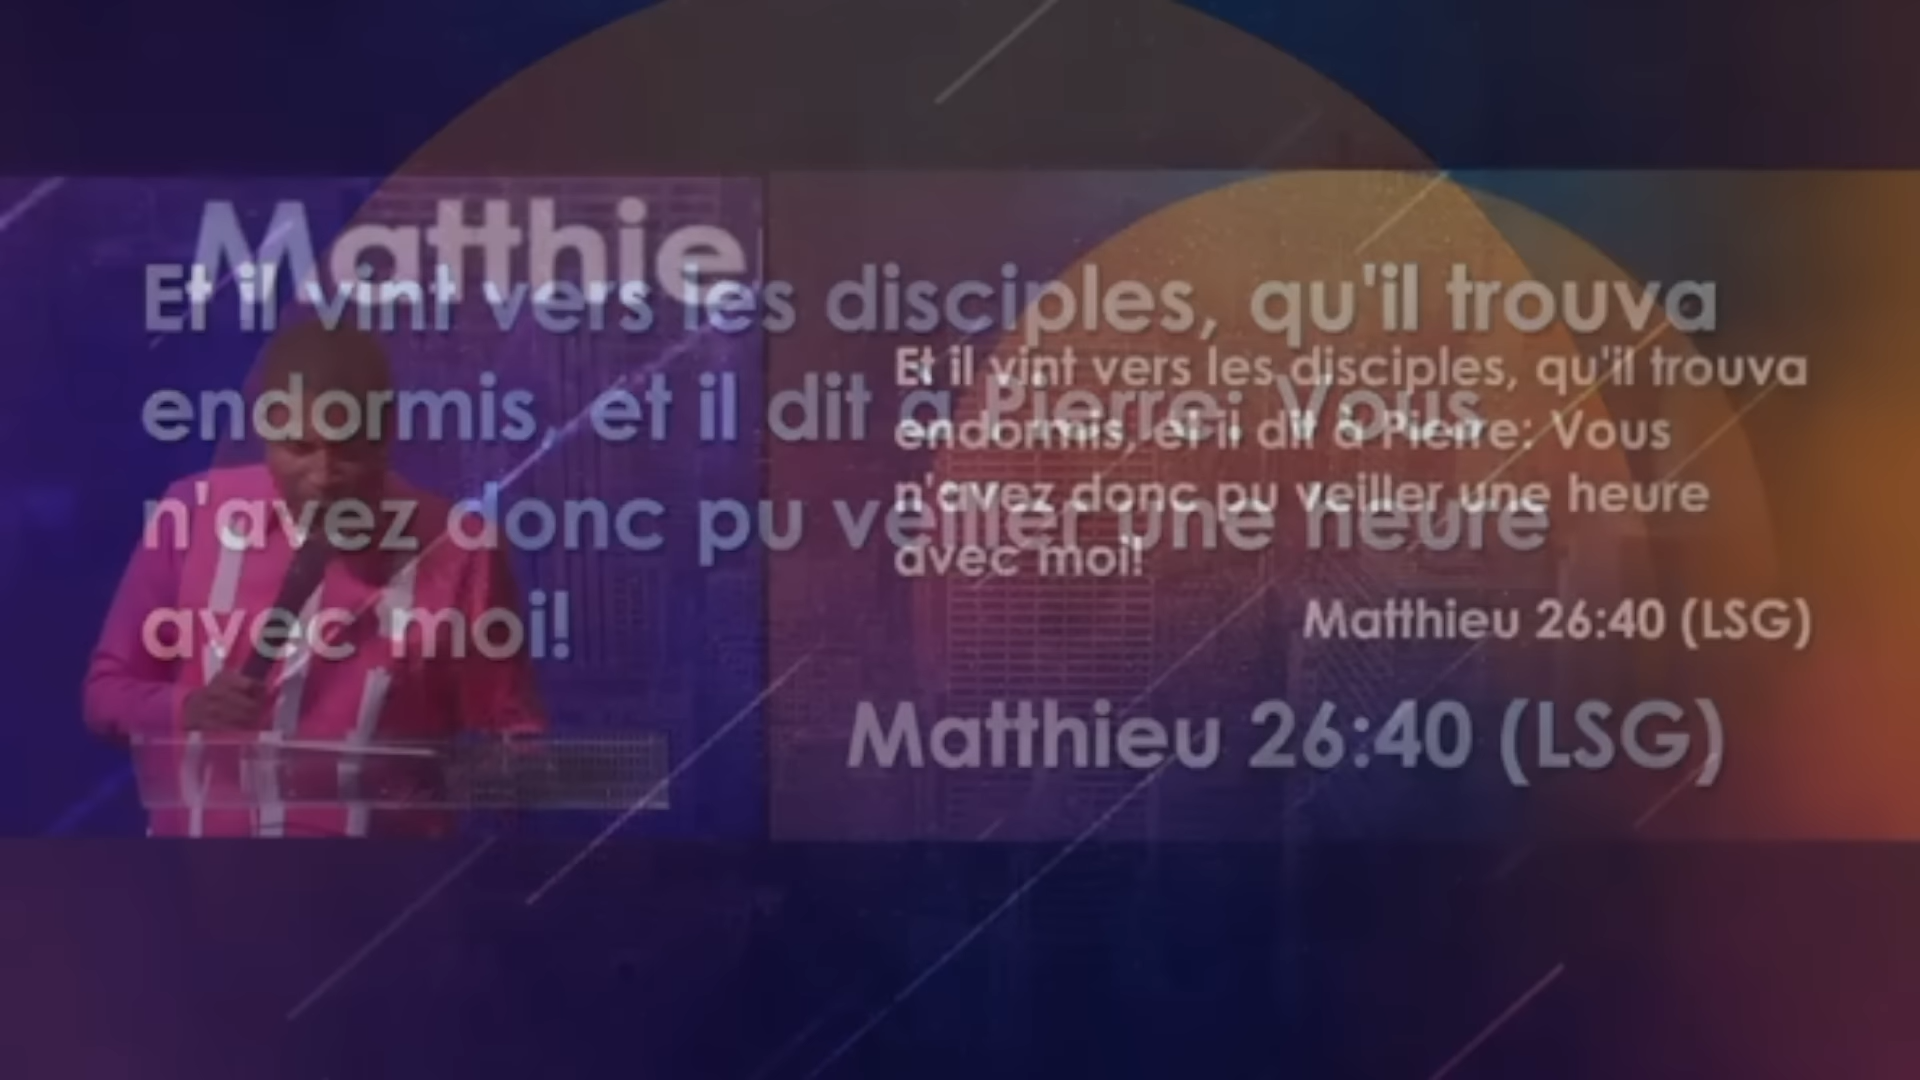 Matthie
Et il vint vers les disciples, qu'il trouva
endormis, et il dit à Pierre: Vous
n'avez donc pu veiller une heure
avec moi!
Matthieu 26:40 (LSG)
Et il vint vers les disciples, qu'il trouva
endormis, et il dit à Pierre: Vous
n'avez donc pu veiller une heure
avec moi!
Matthieu 26:40 (LSG)